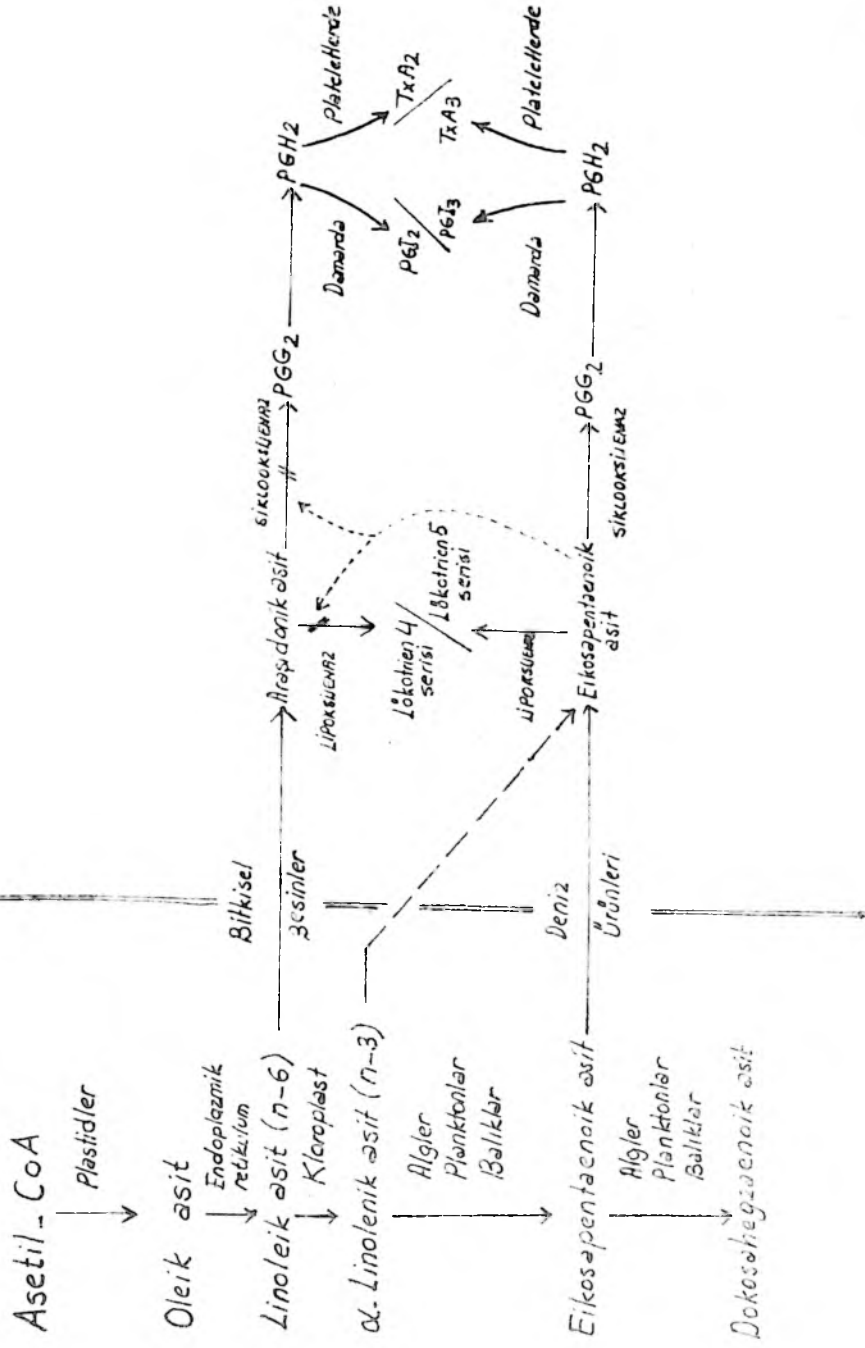 Asetil-CoA
Plastidler
Oleik asit
Endoplazmik
retikulum
Linoleik asit (n-6)
Kloroplast
α-Linolenik asit (n-3)
Algler
Planktonlar
Balıklar
Eikosapentaenoik asit
Algler
Planktonlar
Balıklar
Dokosahegzaenoik asit
Bitkisel
Besinler
Deniz
Ürünleri
Araşidonik asit
LİPOKSİJENAZ
Lökotrien 4
serisi
Lökotrien 5
serisi
LİPOKSİJENAZ
Eikosapentaenoik
asit
SİKLOOKSİJENAZ
PGG2
PGH2
Damarda
Plateletlerde
PGI2
PGI3
TxA2
TxA3
Damarda
Plateletlerde
SİKLOOKSİJENAZ
PGG2
PGH2